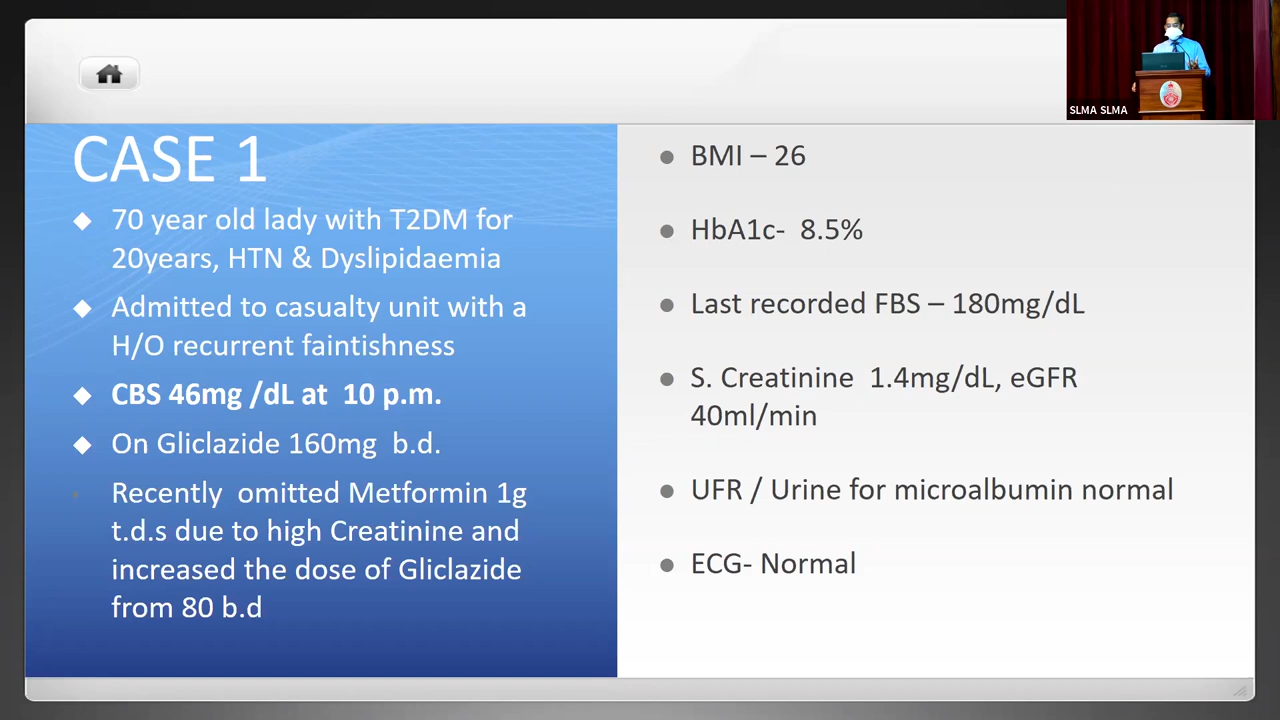 SLMA SLMA
CASE 1
◆ 70 year old lady with T2DM for
20years, HTN & Dyslipidaemia
◆ Admitted to casualty unit with a
H/O recurrent faintishness
◆ CBS 46mg /dL at 10 p.m.
◆ On Gliclazide 160mg b.d.
Recently omitted Metformin 1g
t.d.s due to high Creatinine and
increased the dose of Gliclazide
from 80 b.d
● BMI – 26
● HbA1c- 8.5%
● Last recorded FBS – 180mg/dL
● S. Creatinine 1.4mg/dL, eGFR
40ml/min
● UFR / Urine for microalbumin normal
● ECG- Normal